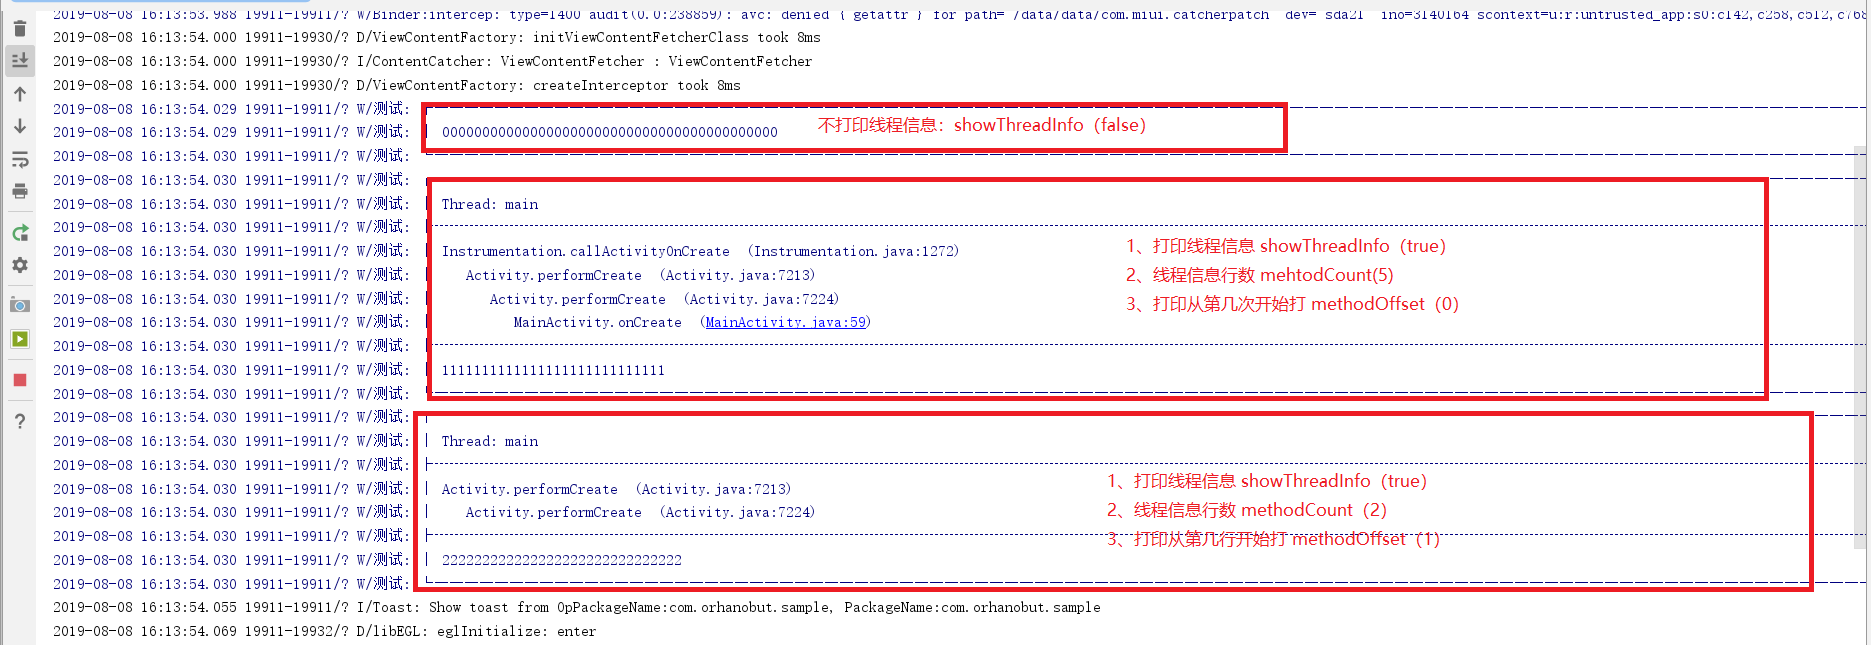 2019-08-08 16:13:53.988 19911-19911/? W/Binder:intercep: type=1400 audit(0.0:238859): avc: denied { getattr } for path="/data/data/com.miui.catcherpatch" dev="sda21" ino=3140164 scontext=u:r:untrusted_app:s0:c142,c258,c512,c768
2019-08-08 16:13:54.000 19911-19930/? D/ViewContentFactory: initViewContentFetcherClass took 8ms
2019-08-08 16:13:54.000 19911-19930/? I/ContentCatcher: ViewContentFetcher : ViewContentFetcher
2019-08-08 16:13:54.000 19911-19930/? D/ViewContentFactory: createInterceptor took 8ms
2019-08-08 16:13:54.029 19911-19911/? W/测试:
2019-08-08 16:13:54.029 19911-19911/? W/测试: 000000000000000000000000000000000000000000 不打印线程信息：showThreadInfo（false）
2019-08-08 16:13:54.030 19911-19911/? W/测试:
2019-08-08 16:13:54.030 19911-19911/? W/测试:
2019-08-08 16:13:54.030 19911-19911/? W/测试: Thread: main
2019-08-08 16:13:54.030 19911-19911/? W/测试:
2019-08-08 16:13:54.030 19911-19911/? W/测试: Instrumentation.callActivityOnCreate (Instrumentation.java:1272) 1、打印线程信息 showThreadInfo（true）
2019-08-08 16:13:54.030 19911-19911/? W/测试: Activity.performCreate (Activity.java:7213) 2、线程信息行数 mehtodCount(5)
2019-08-08 16:13:54.030 19911-19911/? W/测试: Activity.performCreate (Activity.java:7224) 3、打印从第几次开始打 methodOffset（0）
2019-08-08 16:13:54.030 19911-19911/? W/测试: MainActivity.onCreate (MainActivity.java:59)
2019-08-08 16:13:54.030 19911-19911/? W/测试:
2019-08-08 16:13:54.030 19911-19911/? W/测试: 1111111111111111111111111111
2019-08-08 16:13:54.030 19911-19911/? W/测试:
2019-08-08 16:13:54.030 19911-19911/? W/测试:
2019-08-08 16:13:54.030 19911-19911/? W/测试: Thread: main
2019-08-08 16:13:54.030 19911-19911/? W/测试:
2019-08-08 16:13:54.030 19911-19911/? W/测试: Activity.performCreate (Activity.java:7213) 1、打印线程信息 showThreadInfo（true）
2019-08-08 16:13:54.030 19911-19911/? W/测试: Activity.performCreate (Activity.java:7224) 2、线程信息行数 methodCount（2）
2019-08-08 16:13:54.030 19911-19911/? W/测试: 3、打印从第几行开始打 methodOffset（1）
2019-08-08 16:13:54.030 19911-19911/? W/测试: 222222222222222222222222222222
2019-08-08 16:13:54.030 19911-19911/? W/测试:
2019-08-08 16:13:54.055 19911-19911/? I/Toast: Show toast from OpPackageName:com.orhanobut.sample, PackageName:com.orhanobut.sample
2019-08-08 16:13:54.069 19911-19932/? D/libEGL: eglInitialize: enter